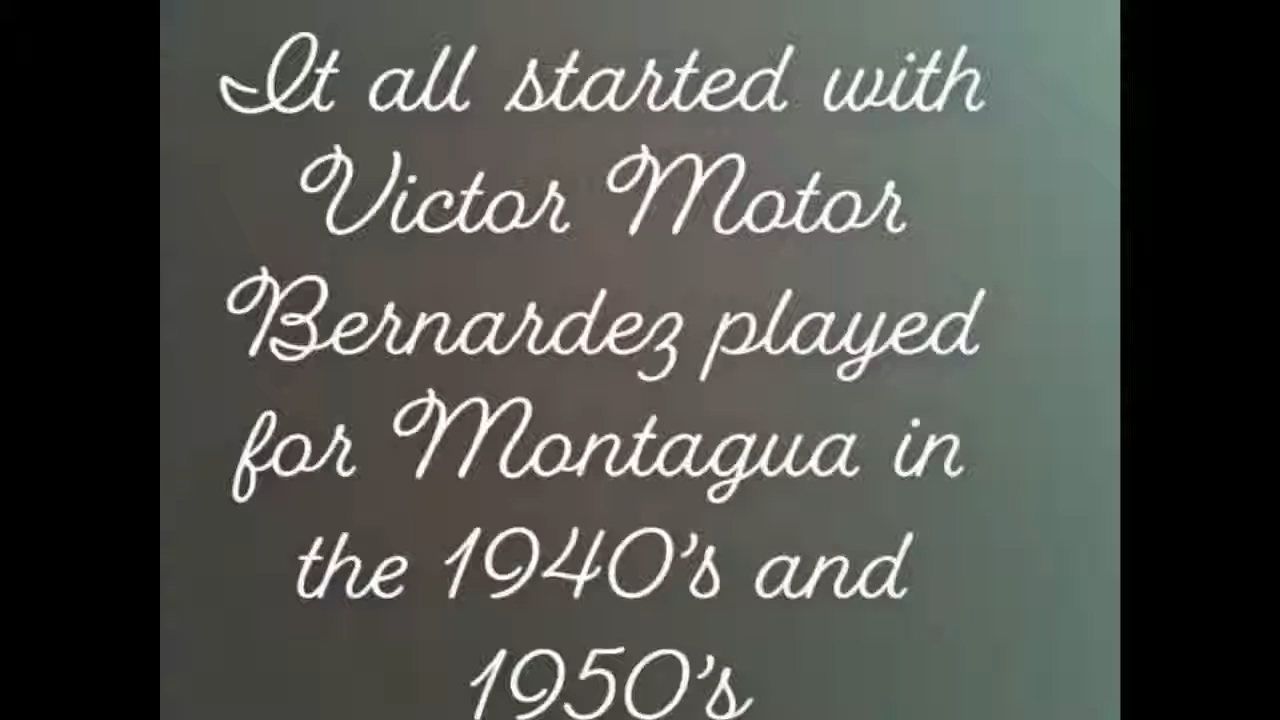 It all started with
Victor Motor
Bernardez played
for Montagua in
the 1940's and
1950's